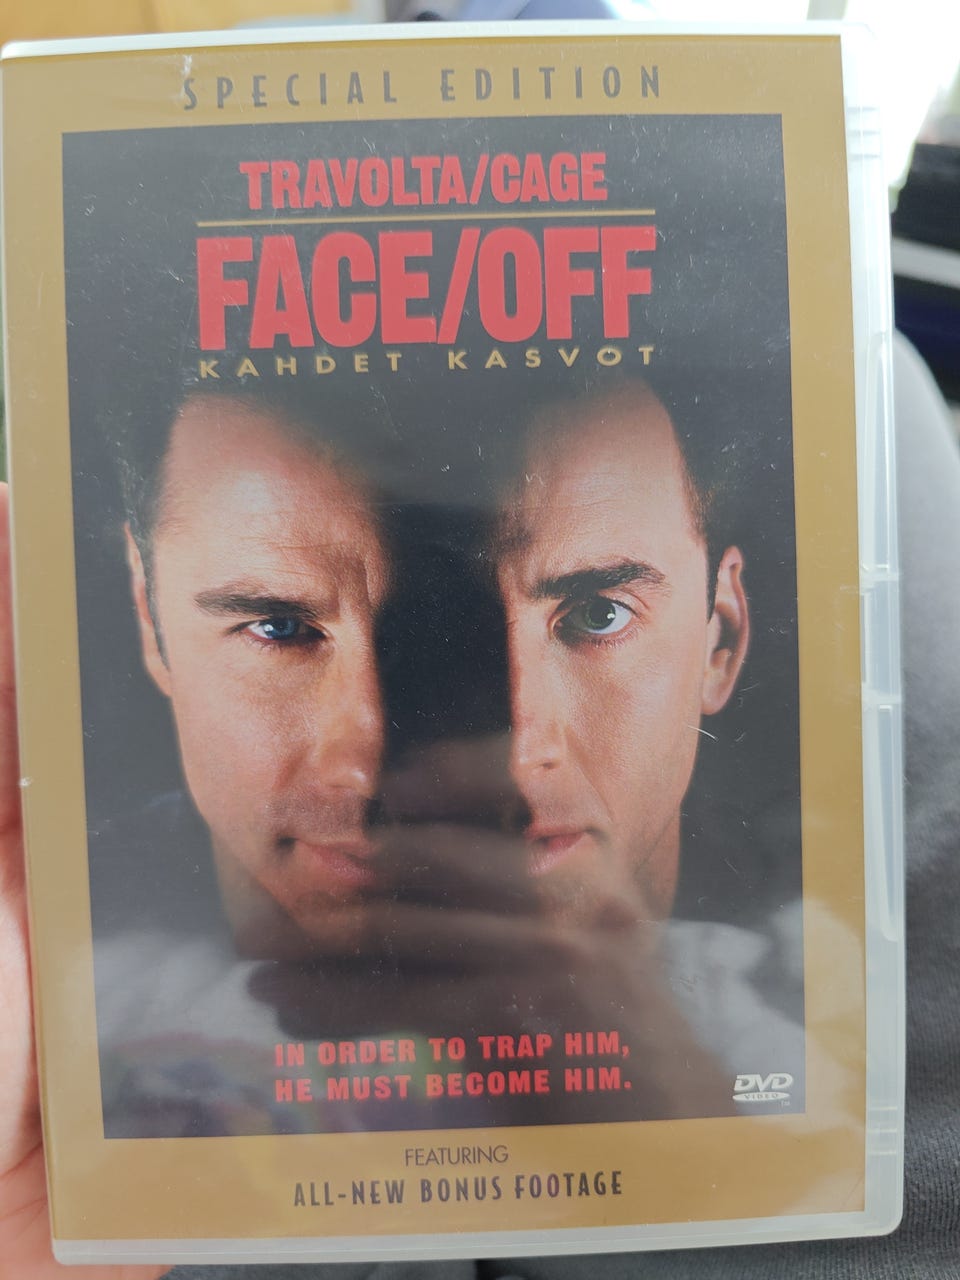 SPECIAL EDITION
TRAVOLTA/CAGE
FACE/OFF
KAHDET KASVOT
IN ORDER TO TRAP HIM,
HE MUST BECOME HIM.
DVD
VIDEO
TM
FEATURING
ALL-NEW BONUS FOOTAGE